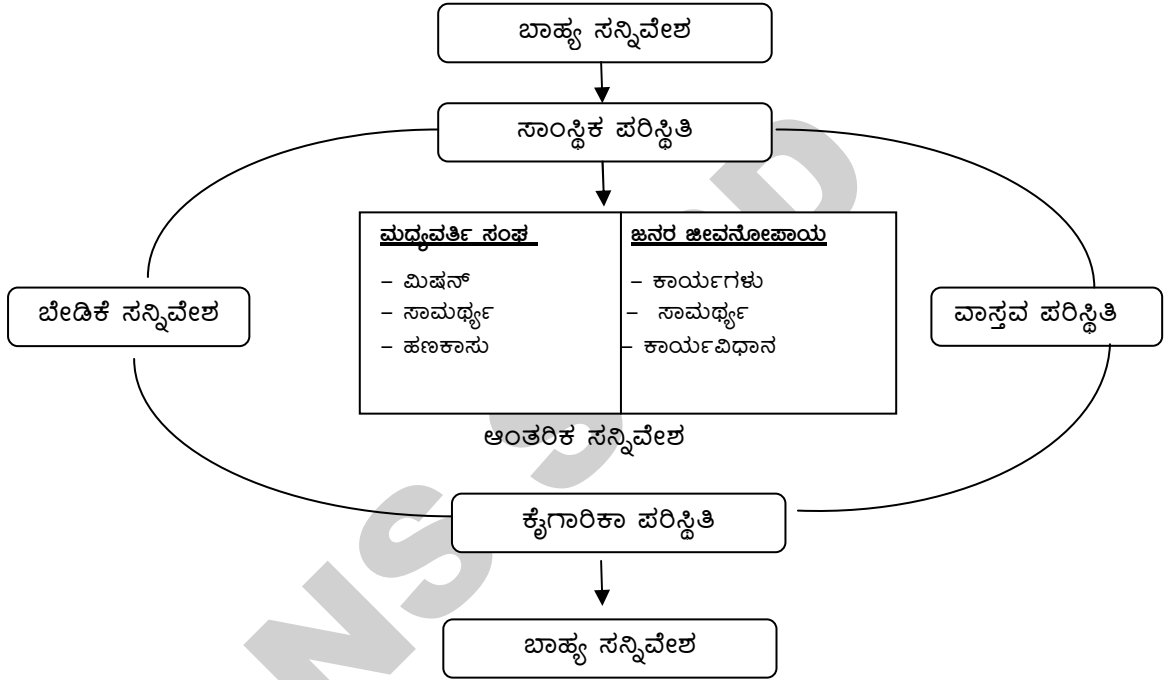 ಬಾಹ್ಯ ಸನ್ನಿವೇಶ
ಸಾಂಸ್ಥಿಕ ಪರಿಸ್ಥಿತಿ
ಮಧ್ಯವರ್ತಿ ಸಂಘ
– ಮಿಷನ್
– ಸಾಮರ್ಥ್ಯ
– ಹಣಕಾಸು
ಜನರ ಜೀವನೋಪಾಯ
– ಕಾರ್ಯಗಳು
– ಸಾಮರ್ಥ್ಯ
– ಕಾರ್ಯವಿಧಾನ
ಬೇಡಿಕೆ ಸನ್ನಿವೇಶ
ವಾಸ್ತವ ಪರಿಸ್ಥಿತಿ
ಆಂತರಿಕ ಸನ್ನಿವೇಶ
ಕೈಗಾರಿಕಾ ಪರಿಸ್ಥಿತಿ
ಬಾಹ್ಯ ಸನ್ನಿವೇಶ